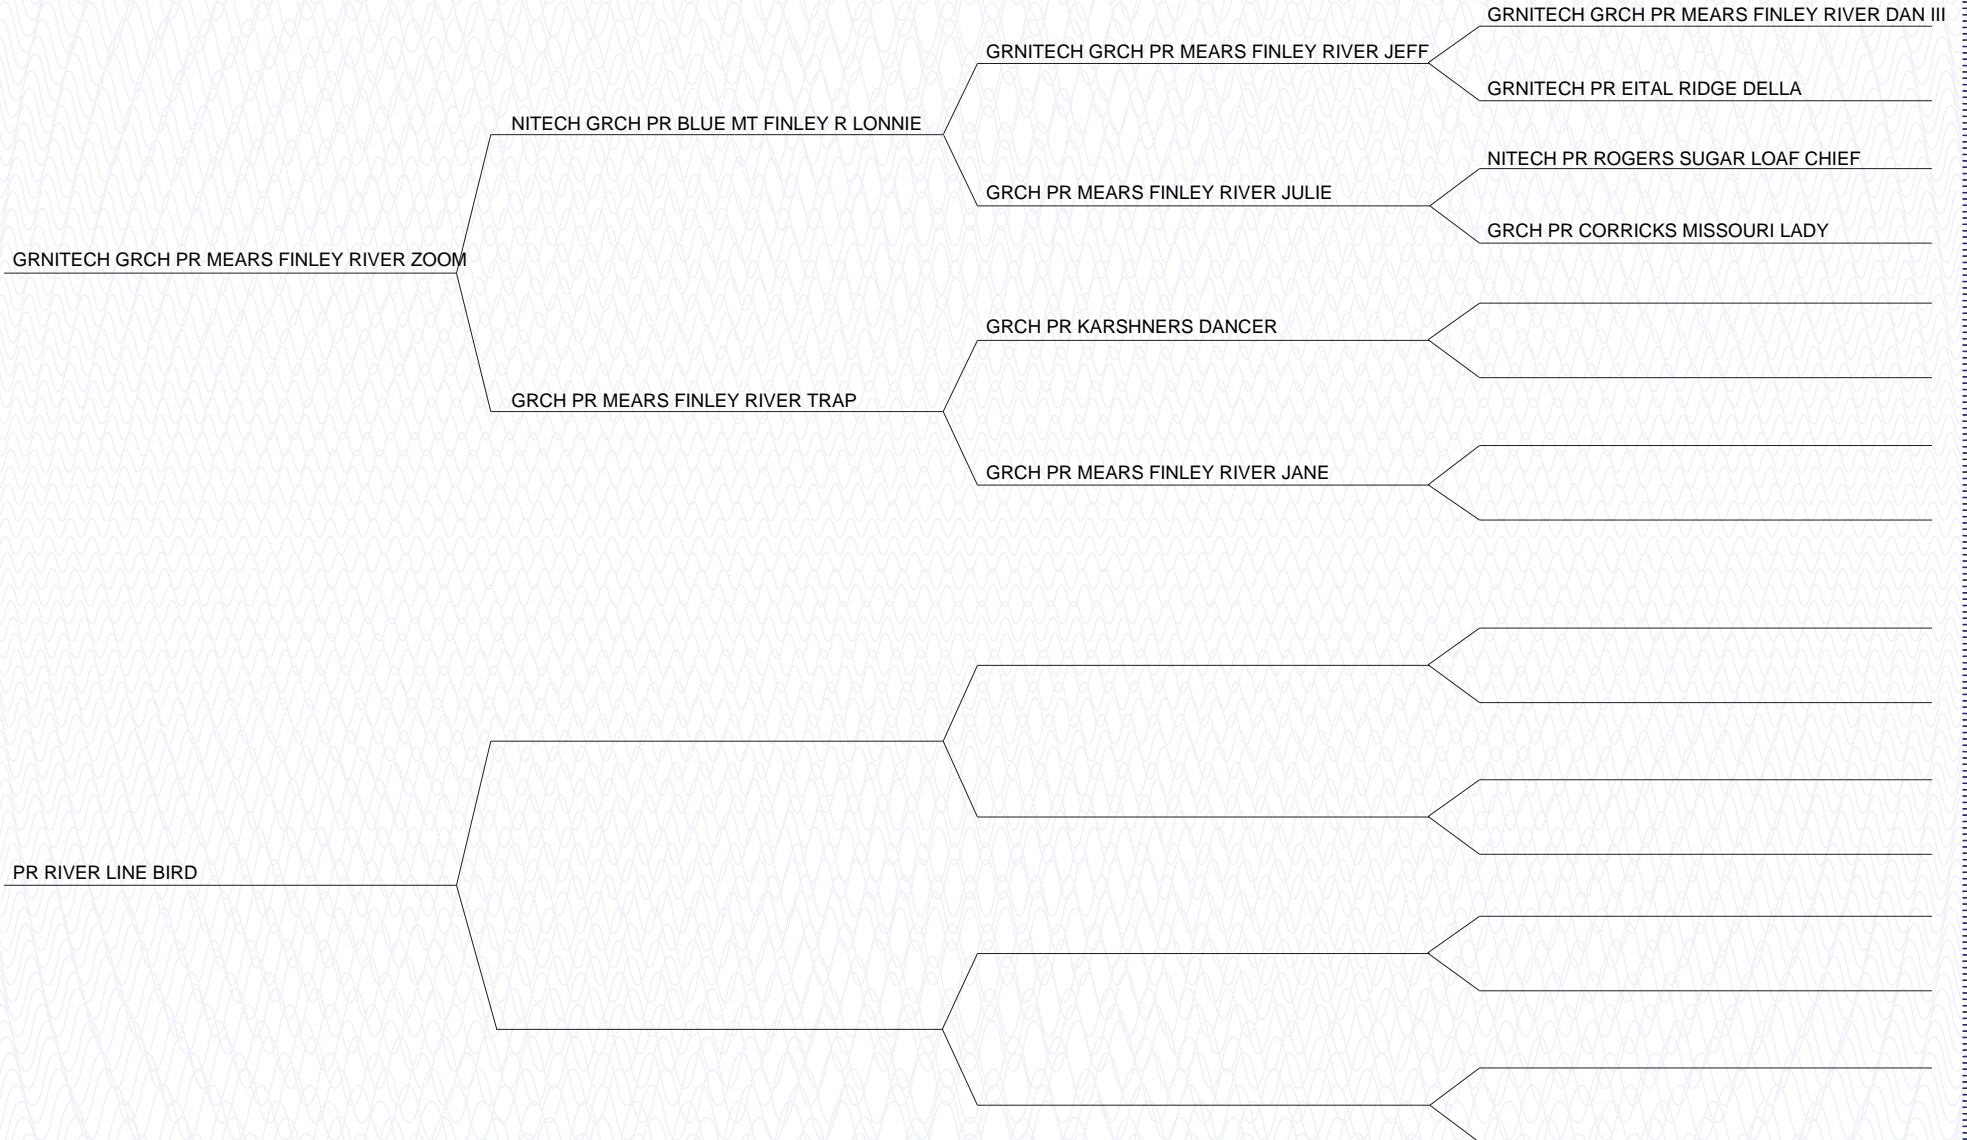 GRNITECH GRCH PR MEARS FINLEY RIVER DAN III
GRNITECH GRCH PR MEARS FINLEY RIVER JEFF
GRNITECH PR EITAL RIDGE DELLA
NITECH GRCH PR BLUE MT FINLEY R LONNIE
NITECH PR ROGERS SUGAR LOAF CHIEF
GRCH PR MEARS FINLEY RIVER JULIE
GRCH PR CORRICKS MISSOURI LADY
GRNITECH GRCH PR MEARS FINLEY RIVER ZOOM
GRCH PR KARSHNERS DANCER
GRCH PR MEARS FINLEY RIVER TRAP
GRCH PR MEARS FINLEY RIVER JANE
PR RIVER LINE BIRD